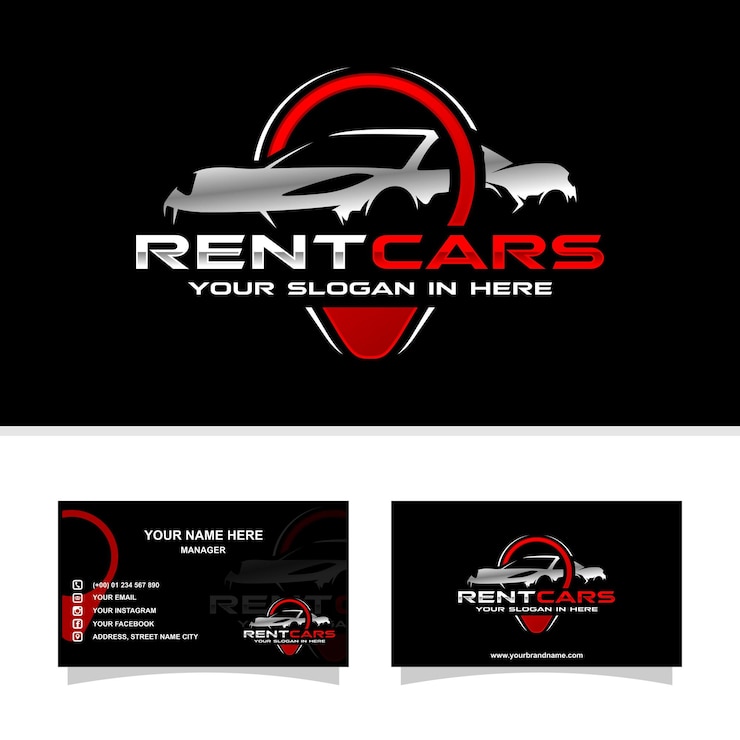 RENTCARS
YOUR SLOGAN IN HERE
YOUR NAME HERE
MANAGER
(+00) 01 234 567 890
YOUR EMAIL
YOUR INSTAGRAM
YOUR FACEBOOK
ADDRESS, STREET NAME CITY
RENTCARS
YOUR SLOGAN IN HERE
RENTCARS
YOUR SLOGAN IN HERE
www.yourbrandname.com